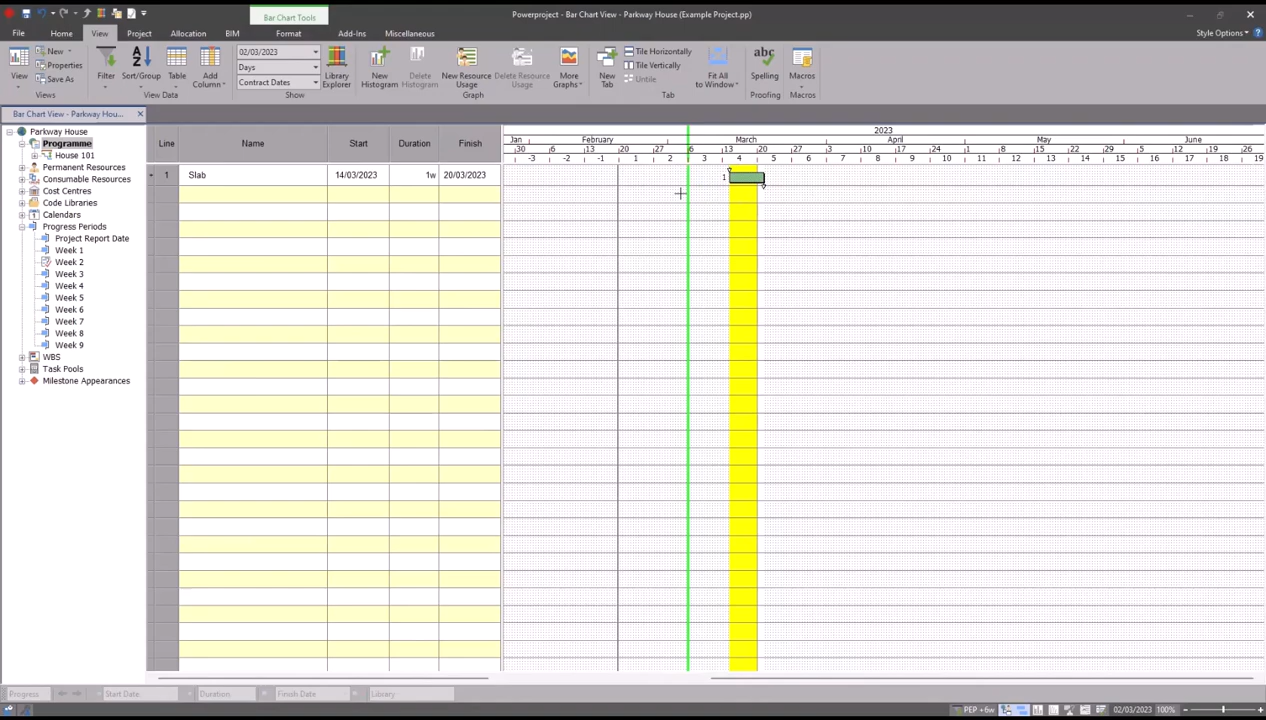 Bar Chart Tools
Powerproject - Bar Chart View - Parkway House (Example Project.pp)
File Home View Project Allocation BIM Format Add-Ins Miscellaneous Style Options
View
New
Properties
Save As
Views
Filter
Sort/Group
Table
Add Column
View Data
02/03/2023
Days
Contract Dates
Show
Library Explorer
New Histogram
Delete Histogram
New Resource Usage
Delete Resource Usage
More Graphs
Graph
New Tab
Tile Horizontally
Tile Vertically
Untile
Fit All Windows
Tab
Spelling
Proofing
Macros
Macros
Bar Chart View - Parkway Hou...
Parkway House
Programme
House 101
Permanent Resources
Consumable Resources
Cost Centres
Code Libraries
Calendars
Progress Periods
Project Report Date
Week 1
Week 2
Week 3
Week 4
Week 5
Week 6
Week 7
Week 8
Week 9
WBS
Task Pools
Milestone Appearances
Line Name Start Duration Finish
1 Slab 14/03/2023 1w 20/03/2023
2023
Jan February March April May June
30 6 13 20 27 6 13 20 27 3 10 17 24 1 8 15 22 29 5 12 19 26
-3 -2 -1 1 2 3 4 5 6 7 8 9 10 11 12 13 14 15 16 17 18 19
1
Progress Start Date: Duration: Finish Date: Library
PEP +6w 02/03/2023 100%